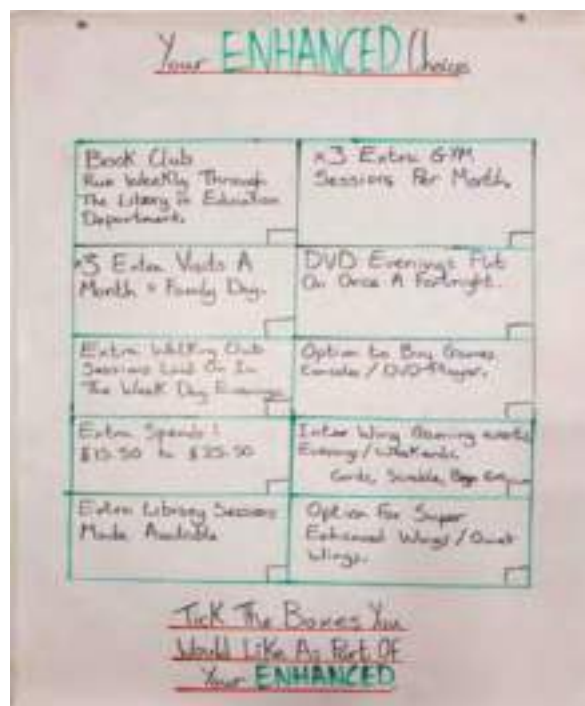 Your ENHANCED Choice
Book Club
Run Weekly Through
The Library in Education
Department.
x3 Extra GYM
Sessions Per Month.
x3 Extra Visits A
Month + Family Day.
DVD Evenings Put
On Once A Fortnight.
Extra Walking Club
Sessions Laid On In
The Week Day Evenings
Option to Buy Games
Console / DVD-Player.
Extra Spends!
$15.50 to $25.50
Inter Wing Gaming events
Evening / Weekends.
Cards, Scrabble,
Extra Library Sessions
Made Available
Option For Super
Enhanced Wings / Quiet
Wings.
Tick The Boxes You
Would Like As Part Of
Your ENHANCED